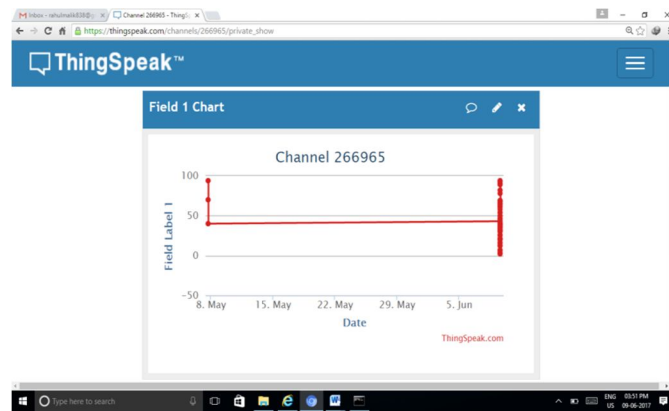 Inbox - rahulmalik838@g
Channel 266965 - Thing
https://thingspeak.com/channels/266965/private_show
ThingSpeak™
Field 1 Chart
Channel 266965
Field Label 1
100
50
0
-50
8. May 15. May 22. May 29. May 5. Jun
Date
ThingSpeak.com
Type here to search
ENG 03:51 PM
US 09-06-2017